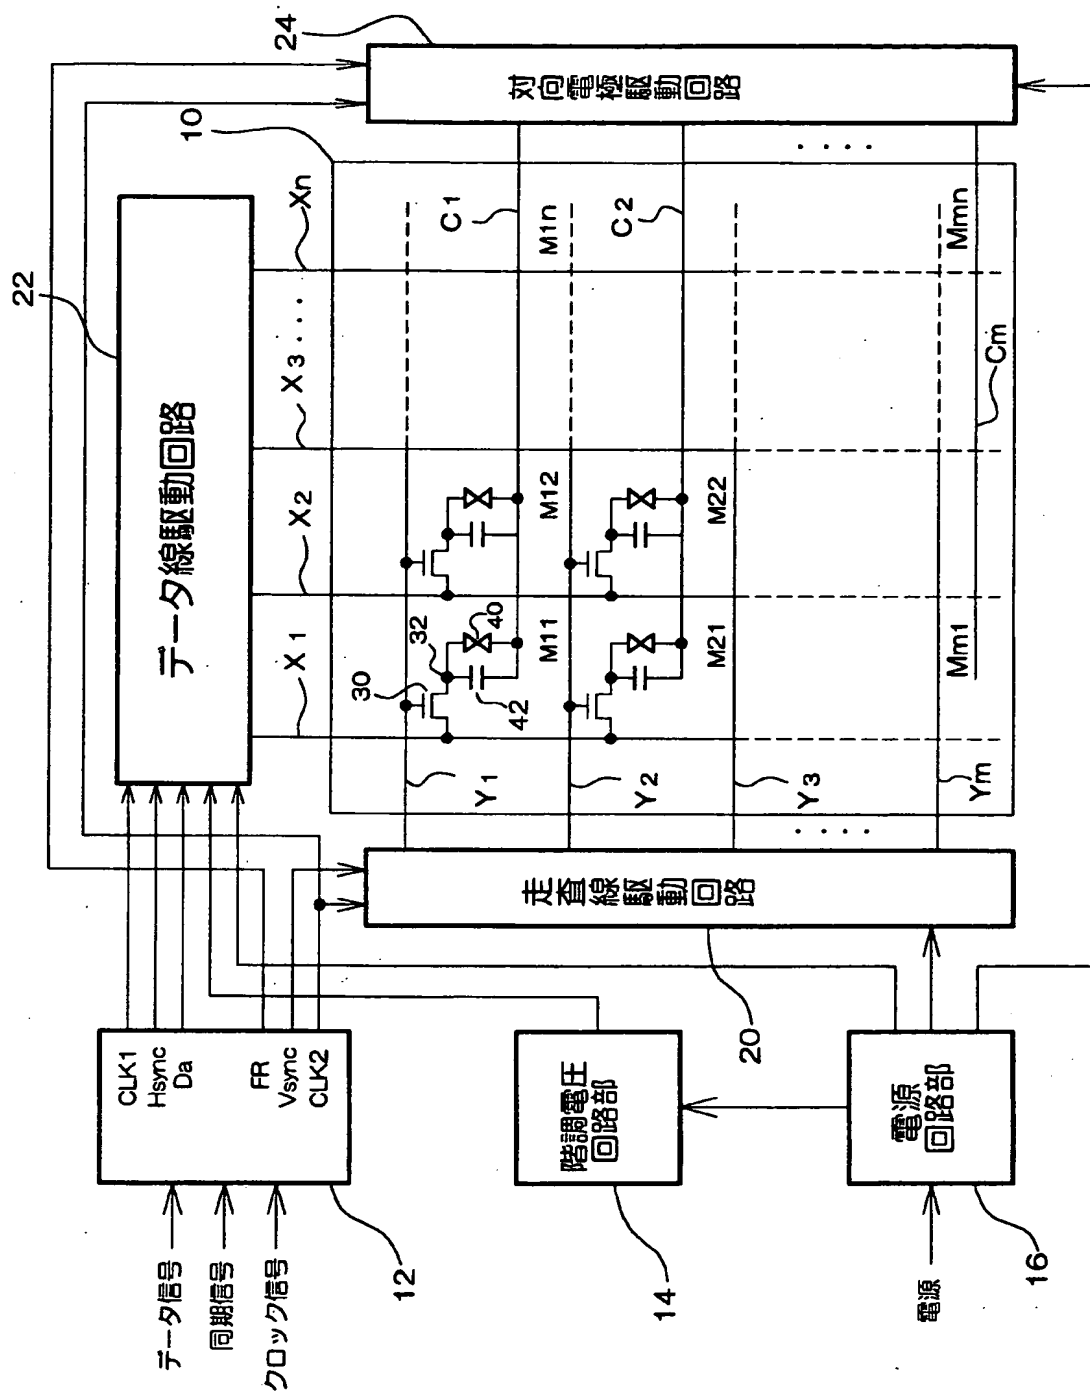 データ信号
同期信号
クロック信号
12
CLK1
Hsync
Da
FR
Vsync
CLK2
22
データ線駆動回路
24
対向電極駆動回路
10
X1
X2
X3
. . . .
Xn
30
32
40
42
M11
M12
M1n
C1
Y1
Y2
M21
M22
C2
Y3
. . . .
. . . .
Ym
Mm1
Cm
Mmn
走査線駆動回路
20
階調電圧
回路部
14
電源
電源
回路部
16